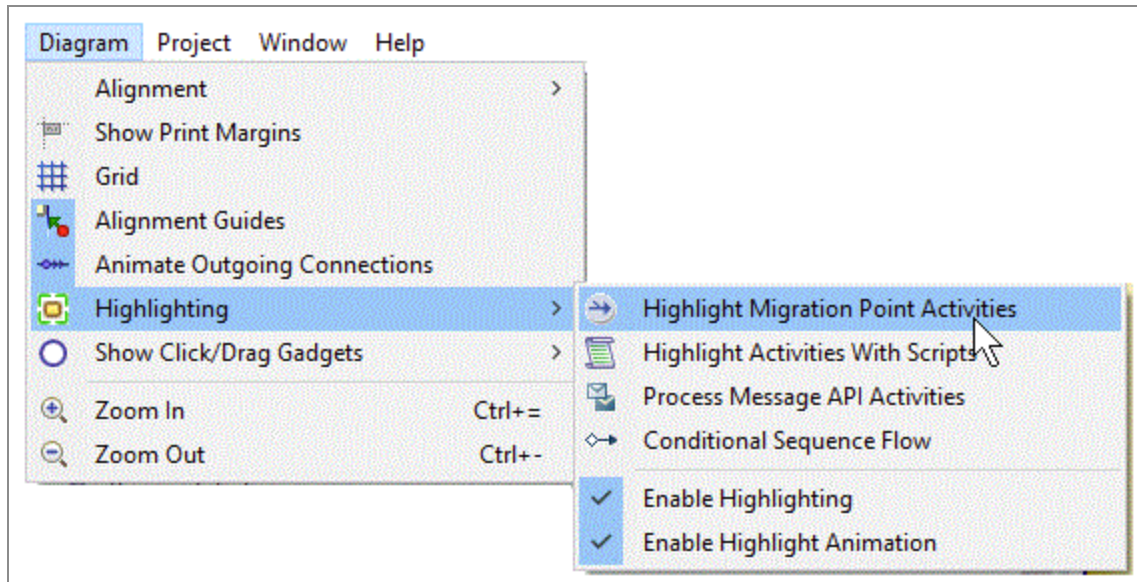 Diagram Project Window Help
Alignment
Show Print Margins
Grid
Alignment Guides
Animate Outgoing Connections
Highlighting
Show Click/Drag Gadgets
Zoom In Ctrl+=
Zoom Out Ctrl+-
Highlight Migration Point Activities
Highlight Activities With Scripts
Process Message API Activities
Conditional Sequence Flow
Enable Highlighting
Enable Highlight Animation